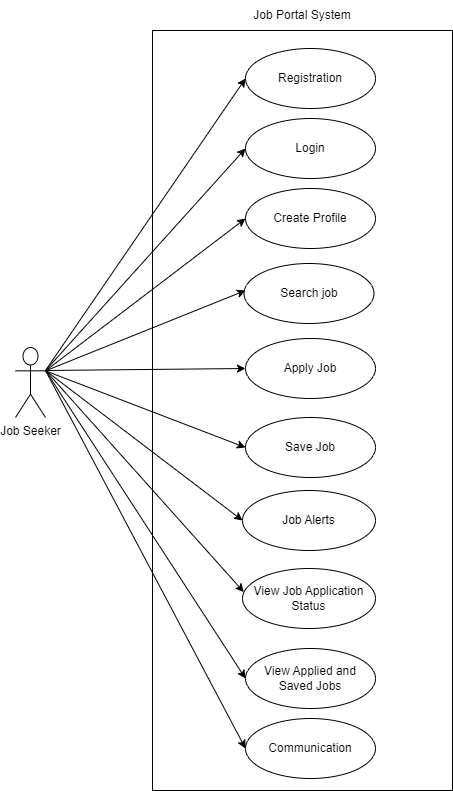 Job Portal System
Registration
Login
Create Profile
Search job
Apply Job
Job Seeker
Save Job
Job Alerts
View Job Application
Status
View Applied and
Saved Jobs
Communication